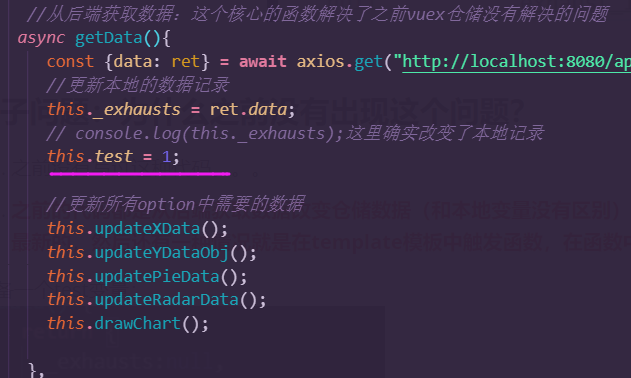 //从后端获取数据：这个核心的函数解决了之前vuex仓储没有解决的问题
async getData(){
const {data: ret} = await axios.get("http://localhost:8080/ap
//更新本地的数据记录
this._exhausts = ret.data;
// console.log(this._exhausts);这里确实改变了本地记录
this.test = 1;
//更新所有option中需要的数据
this.updateXData();
this.updateYDataObj();
this.updatePieData();
this.updateRadarData();
this.drawChart();
},